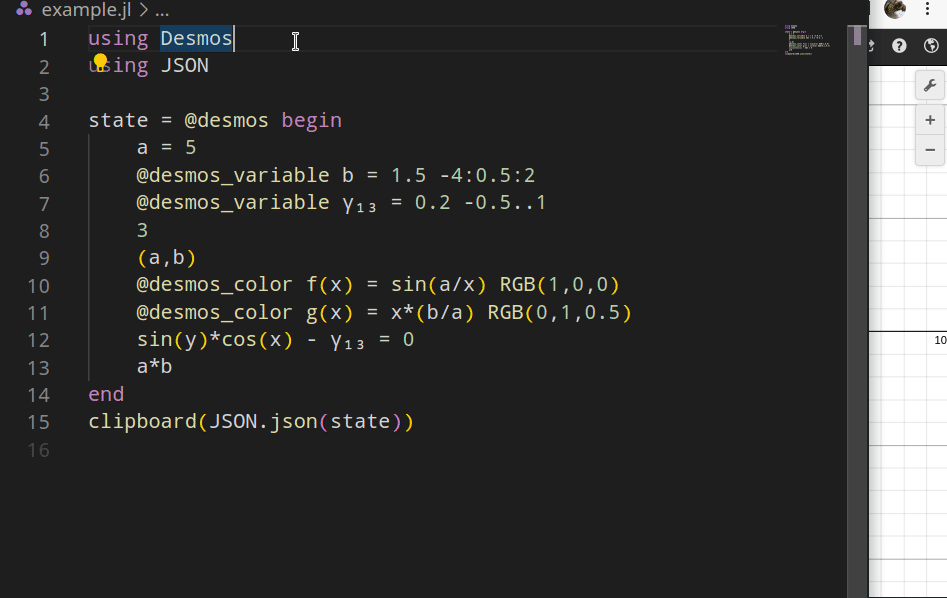 example.jl > ...
1 using Desmos
2 using JSON
3
4 state = @desmos begin
5     a = 5
6     @desmos_variable b = 1.5 -4:0.5:2
7     @desmos_variable γ₁₃ = 0.2 -0.5..1
8     3
9     (a,b)
10     @desmos_color f(x) = sin(a/x) RGB(1,0,0)
11     @desmos_color g(x) = x*(b/a) RGB(0,1,0.5)
12     sin(y)*cos(x) - γ₁₃ = 0
13     a*b
14 end
15 clipboard(JSON.json(state))
16
?
+
−
10